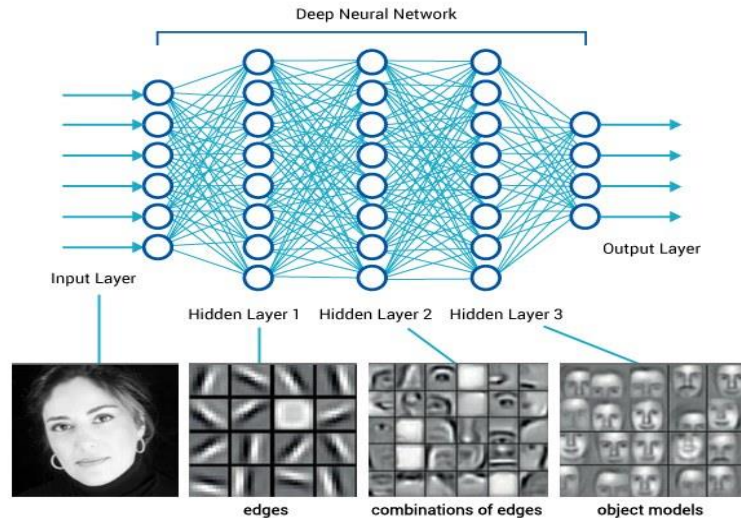 Deep Neural Network
Input Layer
Output Layer
Hidden Layer 1
Hidden Layer 2
Hidden Layer 3
edges
combinations of edges
object models